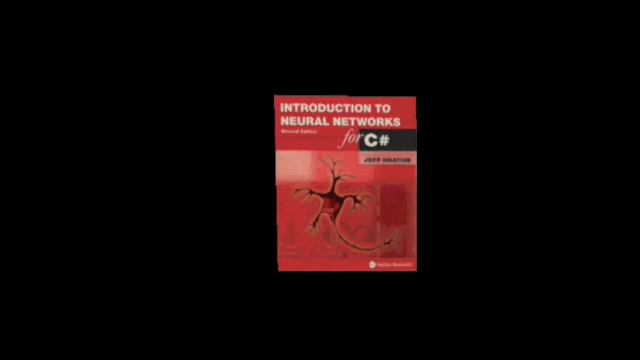 INTRODUCTION TO
NEURAL NETWORKS
Second Edition
for C#
JEFF HEATON
Heaton Research